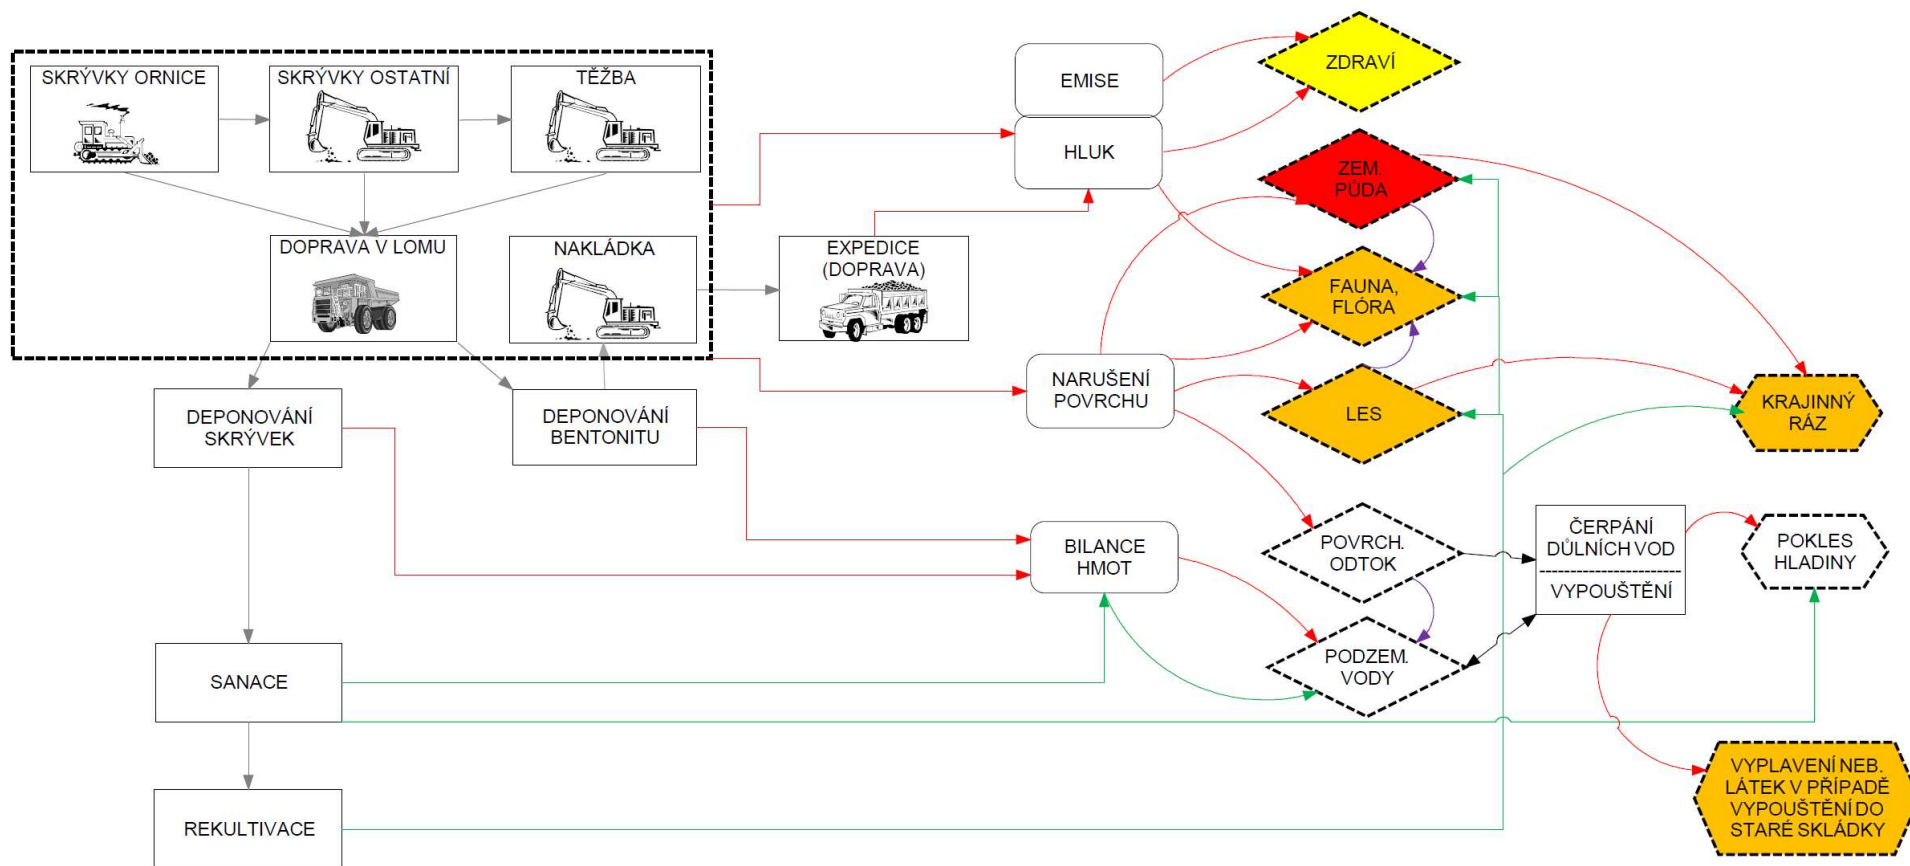 SKRÝVKY ORNICE
SKRÝVKY OSTATNÍ
TĚŽBA
DOPRAVA V LOMU
NAKLÁDKA
EXPEDICE
(DOPRAVA)
DEPONOVÁNÍ
SKRÝVEK
DEPONOVÁNÍ
BENTONITU
SANACE
REKULTIVACE
EMISE
HLUK
NARUŠENÍ
POVRCHU
BILANCE
HMOT
ZDRAVÍ
ZEM.
PŮDA
FAUNA,
FLÓRA
LES
POVRCH.
ODTOK
PODZEM.
VODY
ČERPÁNÍ
DŮLNÍCH VOD
VYPOUŠTĚNÍ
KRAJINNÝ
RÁZ
POKLES
HLADINY
VYPLAVENÍ NEB.
LÁTEK V PŘÍPADĚ
VYPOUŠTĚNÍ DO
STARÉ SKLÁDKY